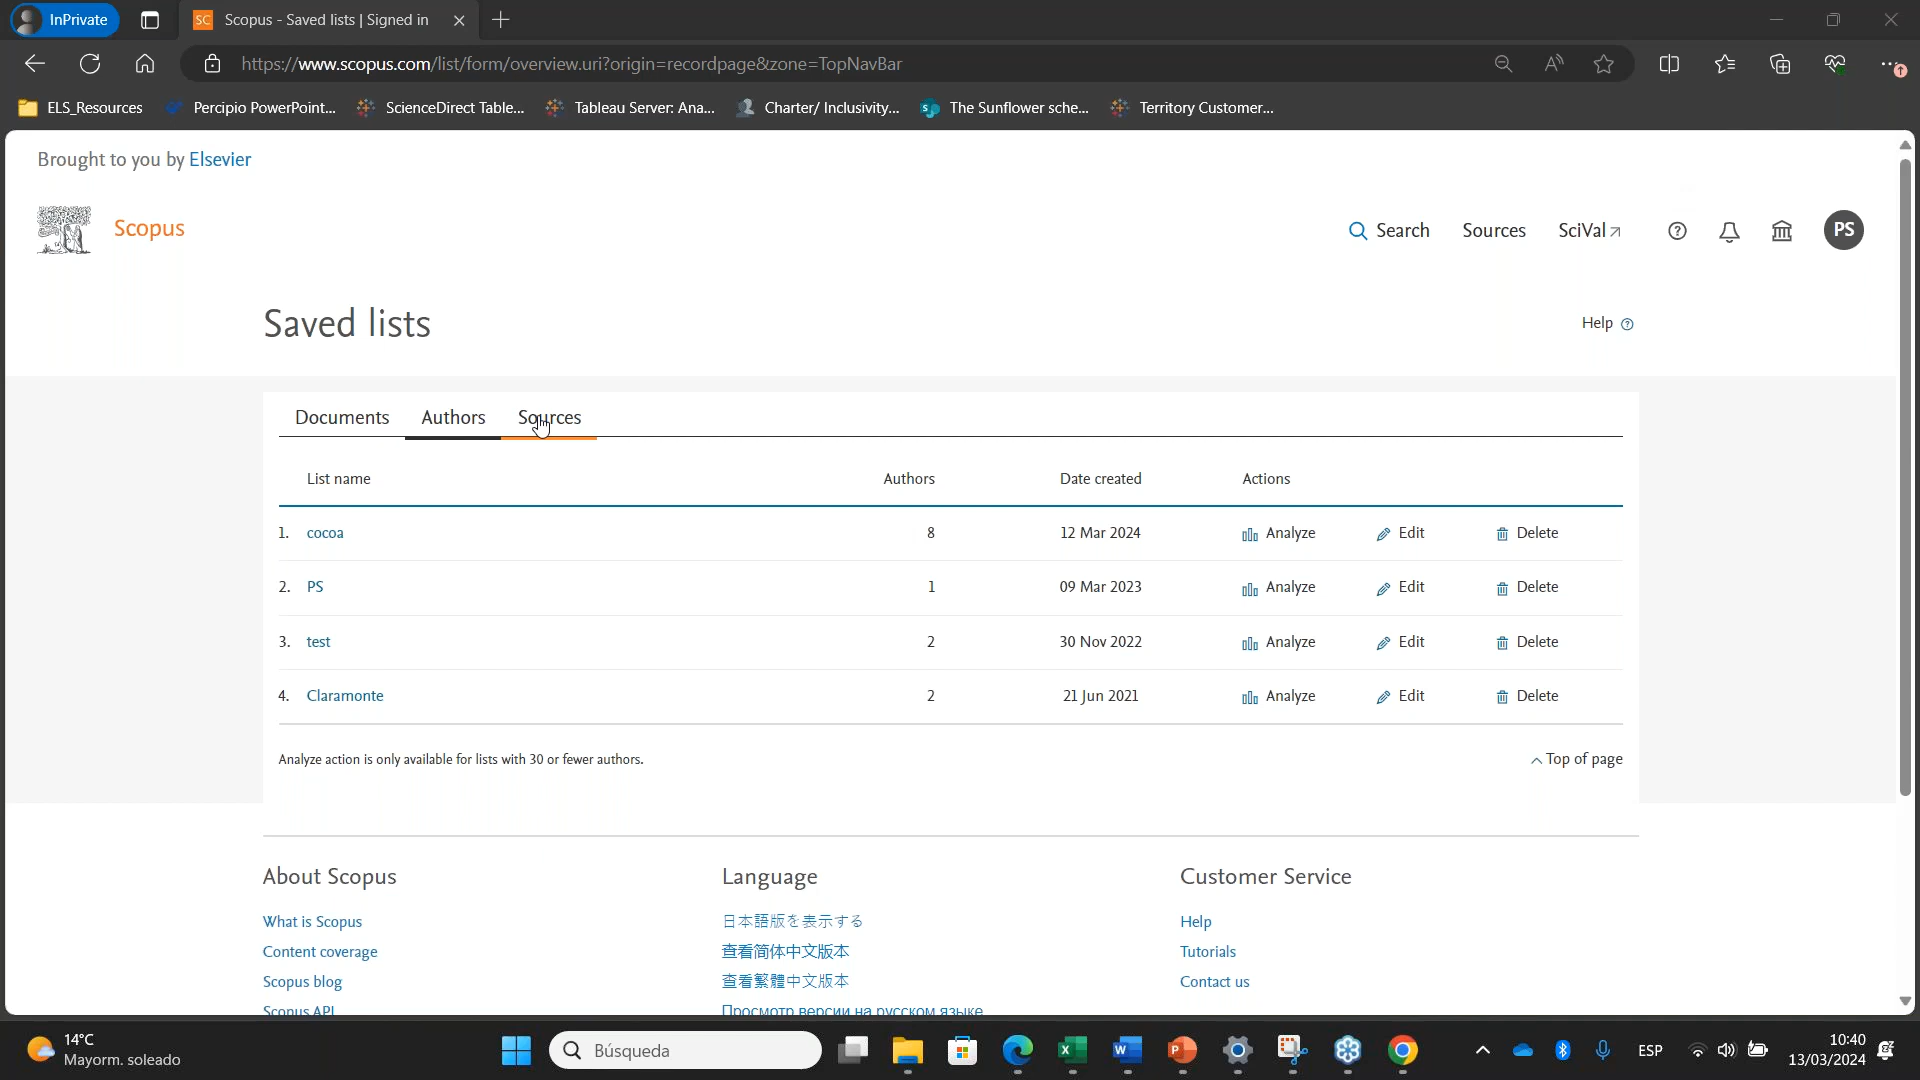 InPrivate
SC Scopus - Saved lists | Signed in
https://www.scopus.com/list/form/overview.uri?origin=recordpage&zone=TopNavBar
ELS_Resources Percipio PowerPoint... ScienceDirect Table... Tableau Server: Ana... Charter/ Inclusivity... The Sunflower sche... Territory Customer...
Brought to you by Elsevier
Scopus
Search Sources SciVal PS
Saved lists
Help
Documents Authors Sources
List name Authors Date created Actions
1. cocoa 8 12 Mar 2024 Analyze Edit Delete
2. PS 1 09 Mar 2023 Analyze Edit Delete
3. test 2 30 Nov 2022 Analyze Edit Delete
4. Claramonte 2 21 Jun 2021 Analyze Edit Delete
Analyze action is only available for lists with 30 or fewer authors. Top of page
About Scopus Language Customer Service
What is Scopus 日本語版を表示する Help
Content coverage 查看简体中文版本 Tutorials
Scopus blog 查看繁體中文版本 Contact us
Scopus API Просмотр версии на русском языке
14°C
Mayorm. soleado
Búsqueda
ESP
10:40
13/03/2024